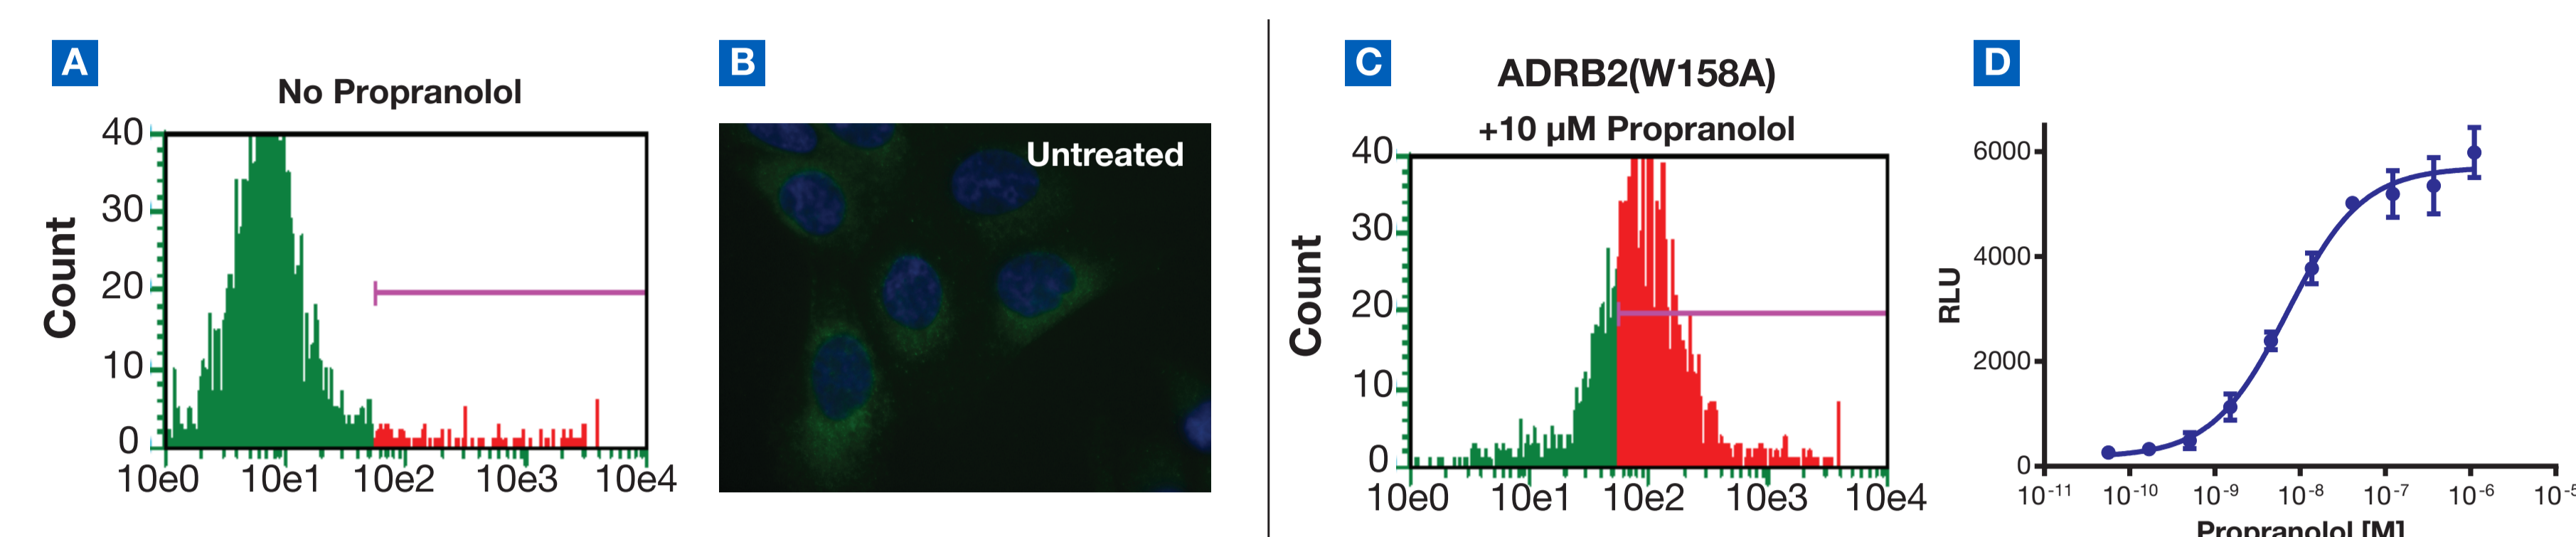 A
No Propranolol
Count
40
30
20
10
0
10e0 10e1 10e2 10e3 10e4
B
Untreated
C
ADRB2(W158A)
+10 µM Propranolol
Count
40
30
20
10
0
10e0 10e1 10e2 10e3 10e4
D
RLU
6000
4000
2000
0
10-11 10-10 10-9 10-8 10-7 10-6 10-5
Propranolol [M]